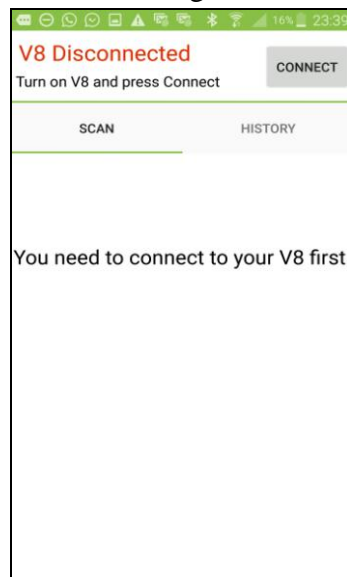 16% 23:39
V8 Disconnected
Turn on V8 and press Connect
CONNECT
SCAN HISTORY
You need to connect to your V8 first